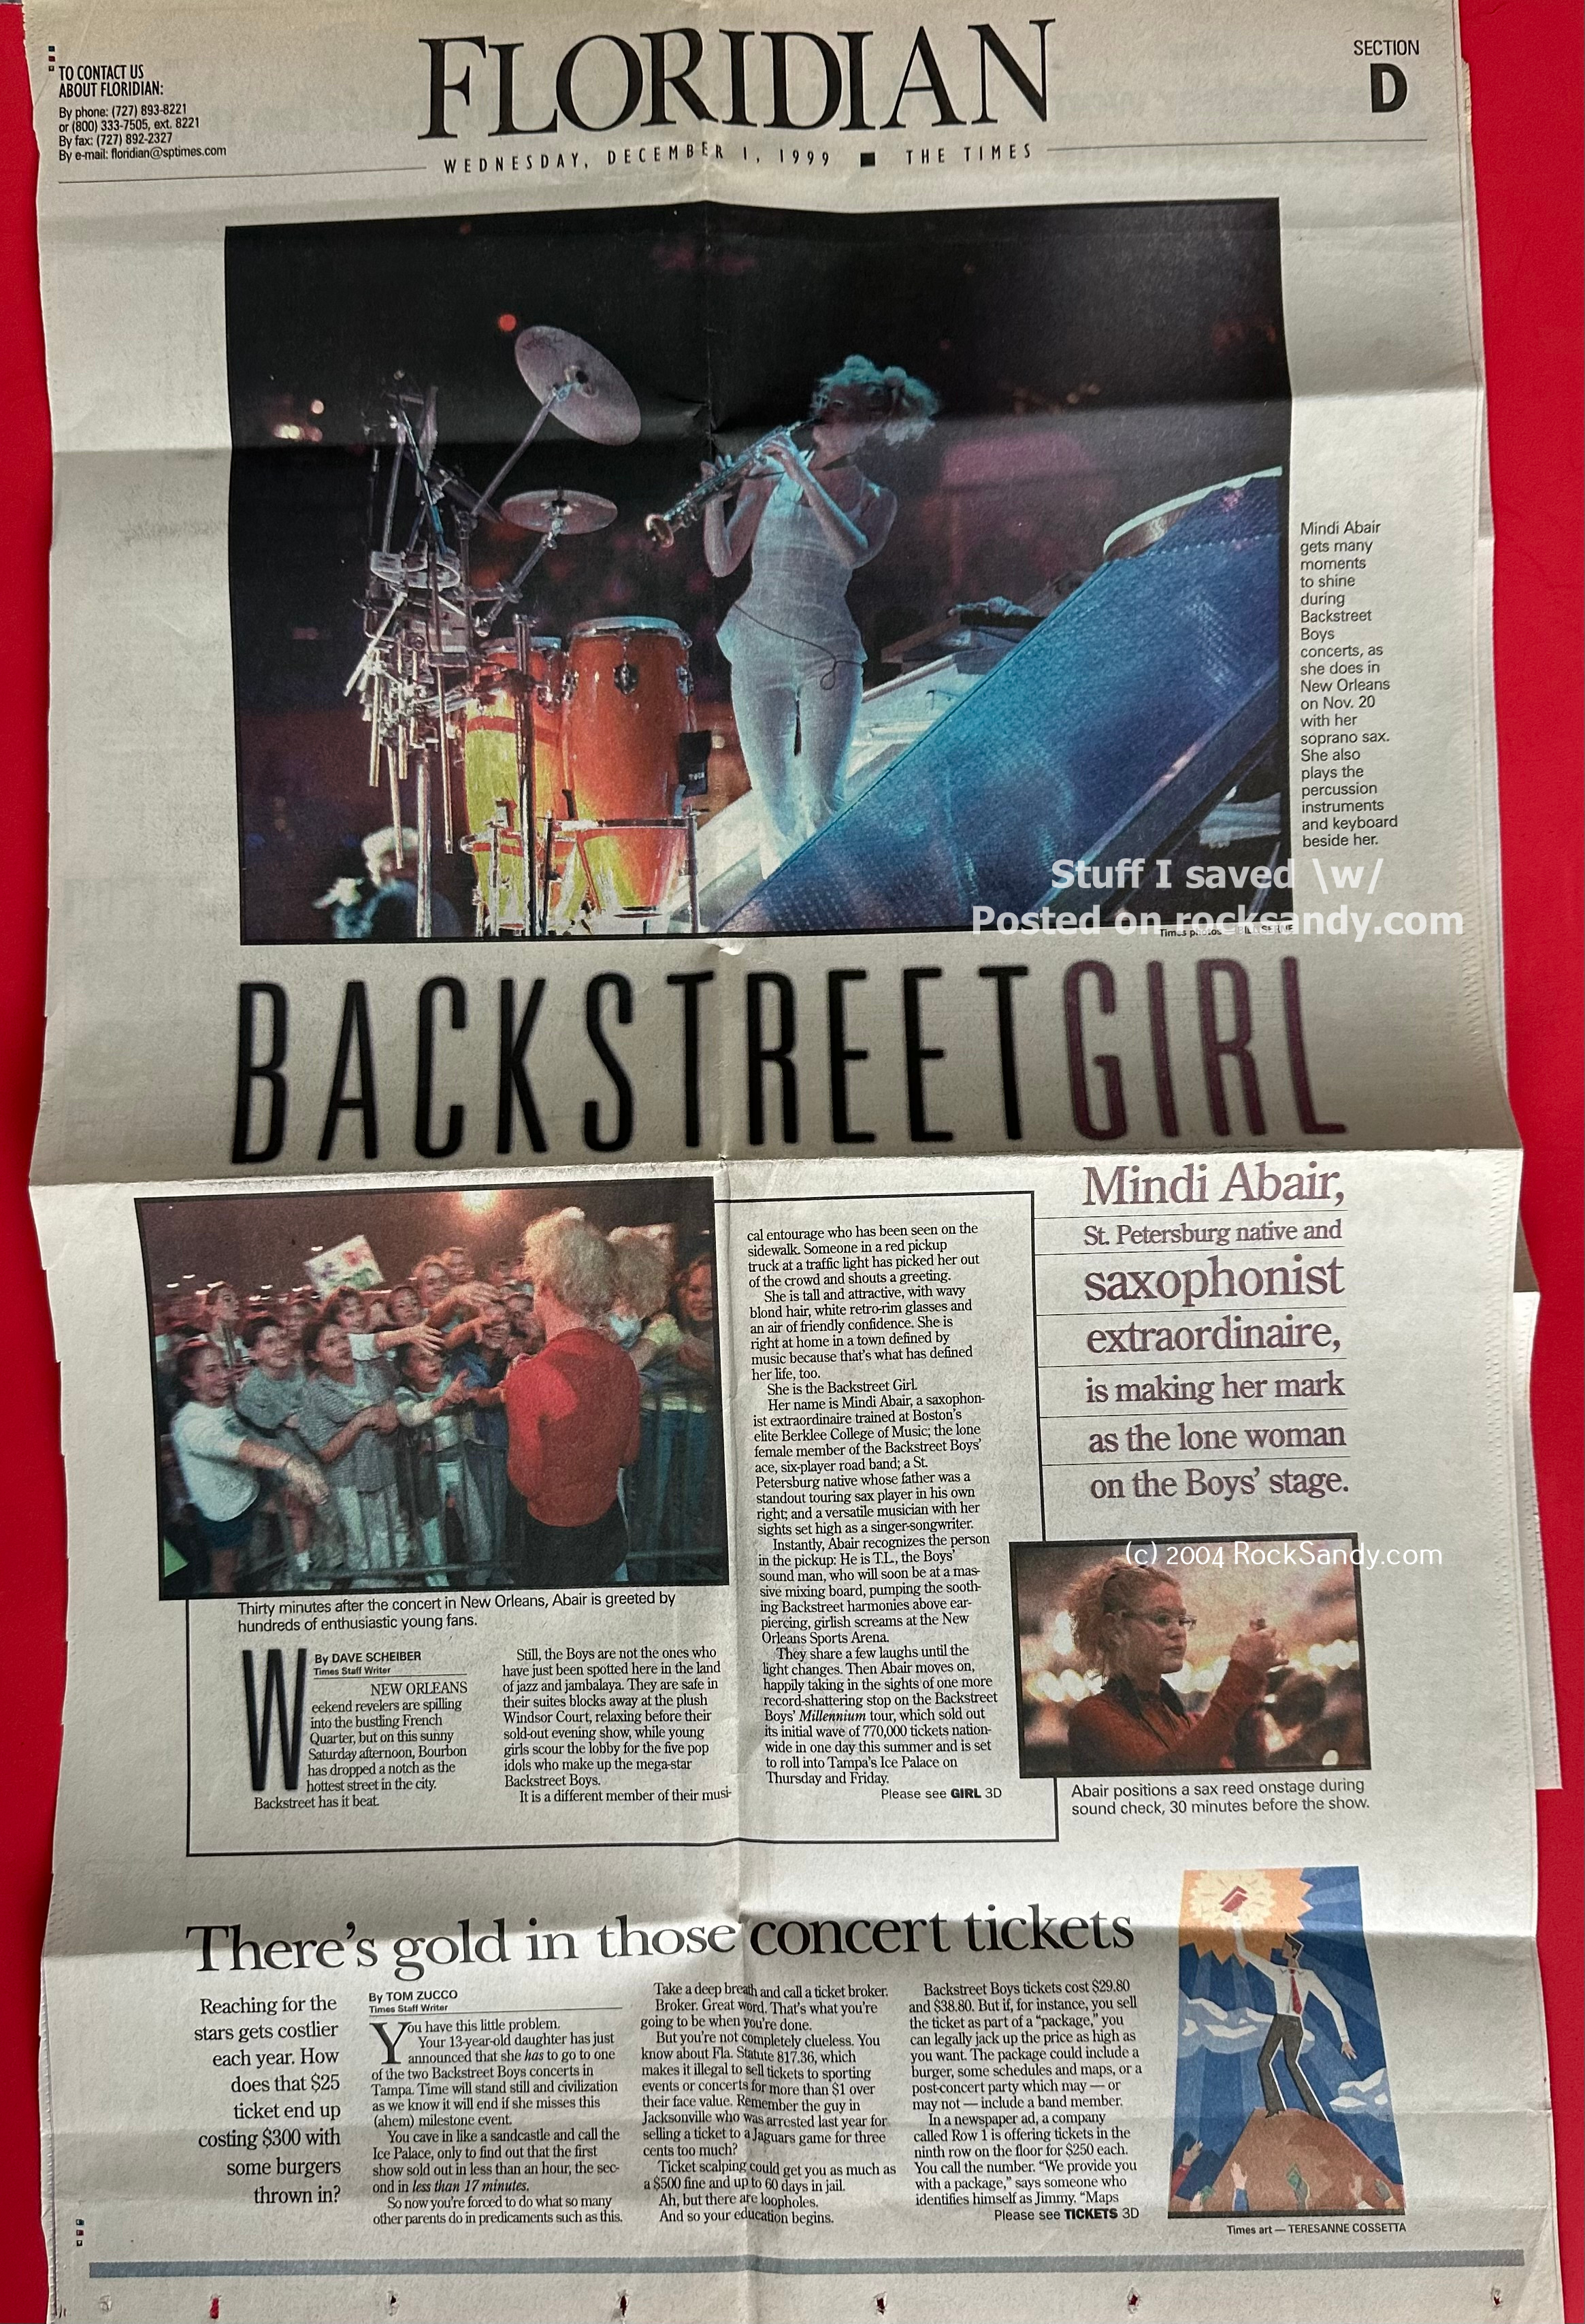 TO CONTACT US
ABOUT FLORIDIAN:
By phone: (727) 893-8221
or (800) 333-7505, ext. 8221
By fax: (727) 892-2327
By e-mail: floridian@sptimes.com
FLORIDIAN
WEDNESDAY, DECEMBER 1, 1999 ■ THE TIMES
SECTION
D
Mindi Abair
gets many
moments
to shine
during
Backstreet
Boys
concerts, as
she does in
New Orleans
on Nov. 20
with her
soprano sax.
She also
plays the
percussion
instruments
and keyboard
beside her.
Stuff I saved \w/
Posted on rocksandy.com
Times photos —
BACKSTREETGIRL
Mindi Abair,
St. Petersburg native and
saxophonist
extraordinaire,
is making her mark
as the lone woman
on the Boys' stage.
Thirty minutes after the concert in New Orleans, Abair is greeted by
hundreds of enthusiastic young fans.
By DAVE SCHEIBER
Times Staff Writer
NEW ORLEANS
Weekend revelers are spilling
into the bustling French
Quarter, but on this sunny
Saturday afternoon, Bourbon
has dropped a notch as the
hottest street in the city.
Backstreet has it beat.
Still, the Boys are not the ones who
have just been spotted here in the land
of jazz and jambalaya. They are safe in
their suites blocks away at the plush
Windsor Court, relaxing before their
sold-out evening show, while young
girls scour the lobby for the five pop
idols who make up the mega-star
Backstreet Boys.
It is a different member of their musi-
cal entourage who has been seen on the
sidewalk. Someone in a red pickup
truck at a traffic light has picked her out
of the crowd and shouts a greeting.
She is tall and attractive, with wavy
blond hair, white retro-rim glasses and
an air of friendly confidence. She is
right at home in a town defined by
music because that's what has defined
her life, too.
She is the Backstreet Girl.
Her name is Mindi Abair, a saxophon-
ist extraordinaire trained at Boston's
elite Berklee College of Music; the lone
female member of the Backstreet Boys'
ace, six-player road band; a St.
Petersburg native whose father was a
standout touring sax player in his own
right; and a versatile musician with her
sights set high as a singer-songwriter.
Instantly, Abair recognizes the person
in the pickup: He is T.L., the Boys'
sound man, who will soon be at a mas-
sive mixing board, pumping the sooth-
ing Backstreet harmonies above ear-
piercing, girlish screams at the New
Orleans Sports Arena.
They share a few laughs until the
light changes. Then Abair moves on,
happily taking in the sights of one more
record-shattering stop on the Backstreet
Boys' Millennium tour, which sold out
its initial wave of 770,000 tickets nation-
wide in one day this summer and is set
to roll into Tampa's Ice Palace on
Thursday and Friday.
Please see GIRL 3D
(c) 2004 RockSandy.com
Abair positions a sax reed onstage during
sound check, 30 minutes before the show.
There's gold in those concert tickets
Reaching for the
stars gets costlier
each year. How
does that $25
ticket end up
costing $300 with
some burgers
thrown in?
By TOM ZUCCO
Times Staff Writer
You have this little problem.
Your 13-year-old daughter has just
announced that she has to go to one
of the two Backstreet Boys concerts in
Tampa. Time will stand still and civilization
as we know it will end if she misses this
(ahem) milestone event.
You cave in like a sandcastle and call the
Ice Palace, only to find out that the first
show sold out in less than an hour, the sec-
ond in less than 17 minutes.
So now you're forced to do what so many
other parents do in predicaments such as this.
Take a deep breath and call a ticket broker.
Broker. Great word. That's what you're
going to be when you're done.
But you're not completely clueless. You
know about Fla. Statute 817.36, which
makes it illegal to sell tickets to sporting
events or concerts for more than $1 over
their face value. Remember the guy in
Jacksonville who was arrested last year for
selling a ticket to a Jaguars game for three
cents too much?
Ticket scalping could get you as much as
a $500 fine and up to 60 days in jail.
Ah, but there are loopholes.
And so your education begins.
Backstreet Boys tickets cost $29.80
and $38.80. But if, for instance, you sell
the ticket as part of a "package," you
can legally jack up the price as high as
you want. The package could include a
burger, some schedules and maps, or a
post-concert party which may — or
may not — include a band member.
In a newspaper ad, a company
called Row 1 is offering tickets in the
ninth row on the floor for $250 each.
You call the number. "We provide you
with a package," says someone who
identifies himself as Jimmy. "Maps
Please see TICKETS 3D
Times art — TERESANNE COSSETTA